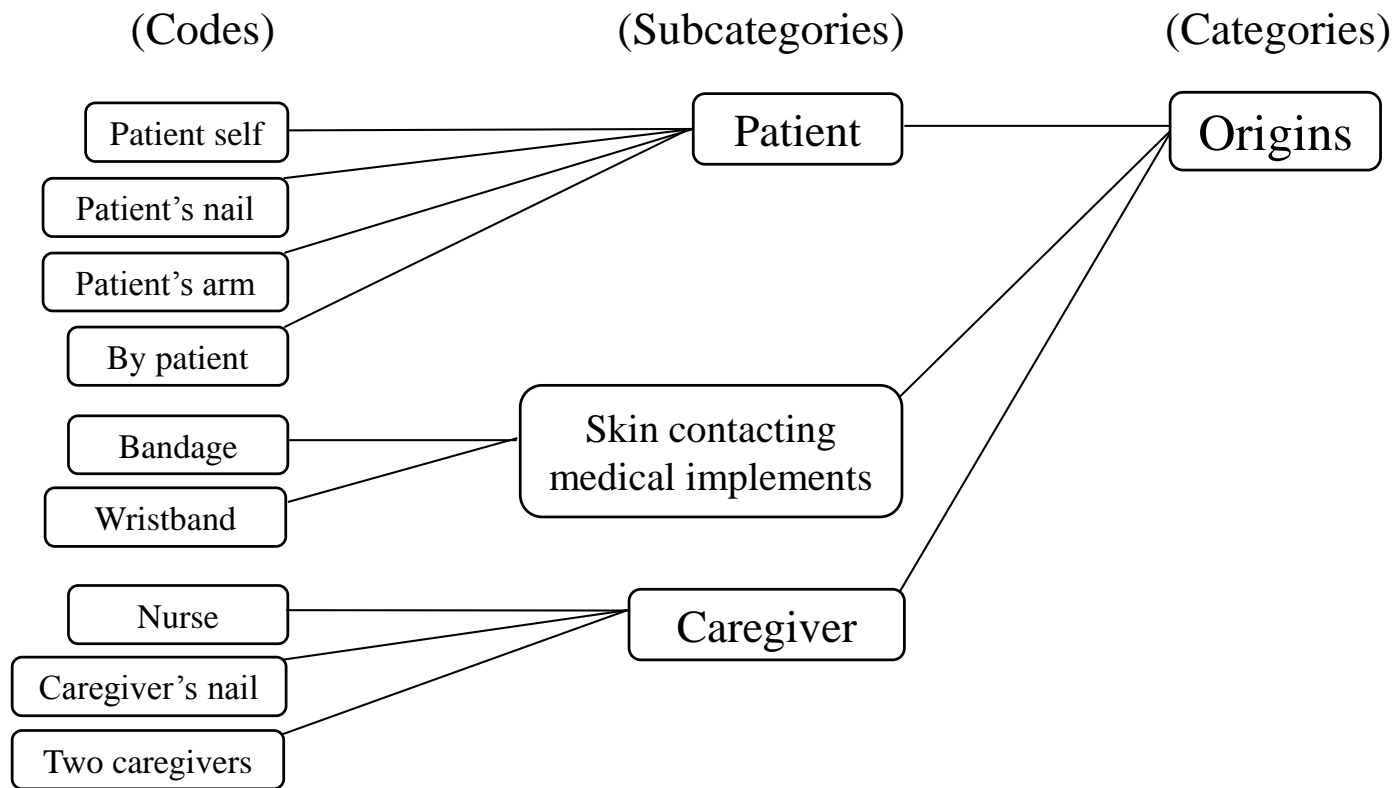 (Codes)
(Subcategories)
(Categories)
Patient self
Patient’s nail
Patient’s arm
By patient
Bandage
Wristband
Nurse
Caregiver’s nail
Two caregivers
Patient
Skin contacting
medical implements
Caregiver
Origins